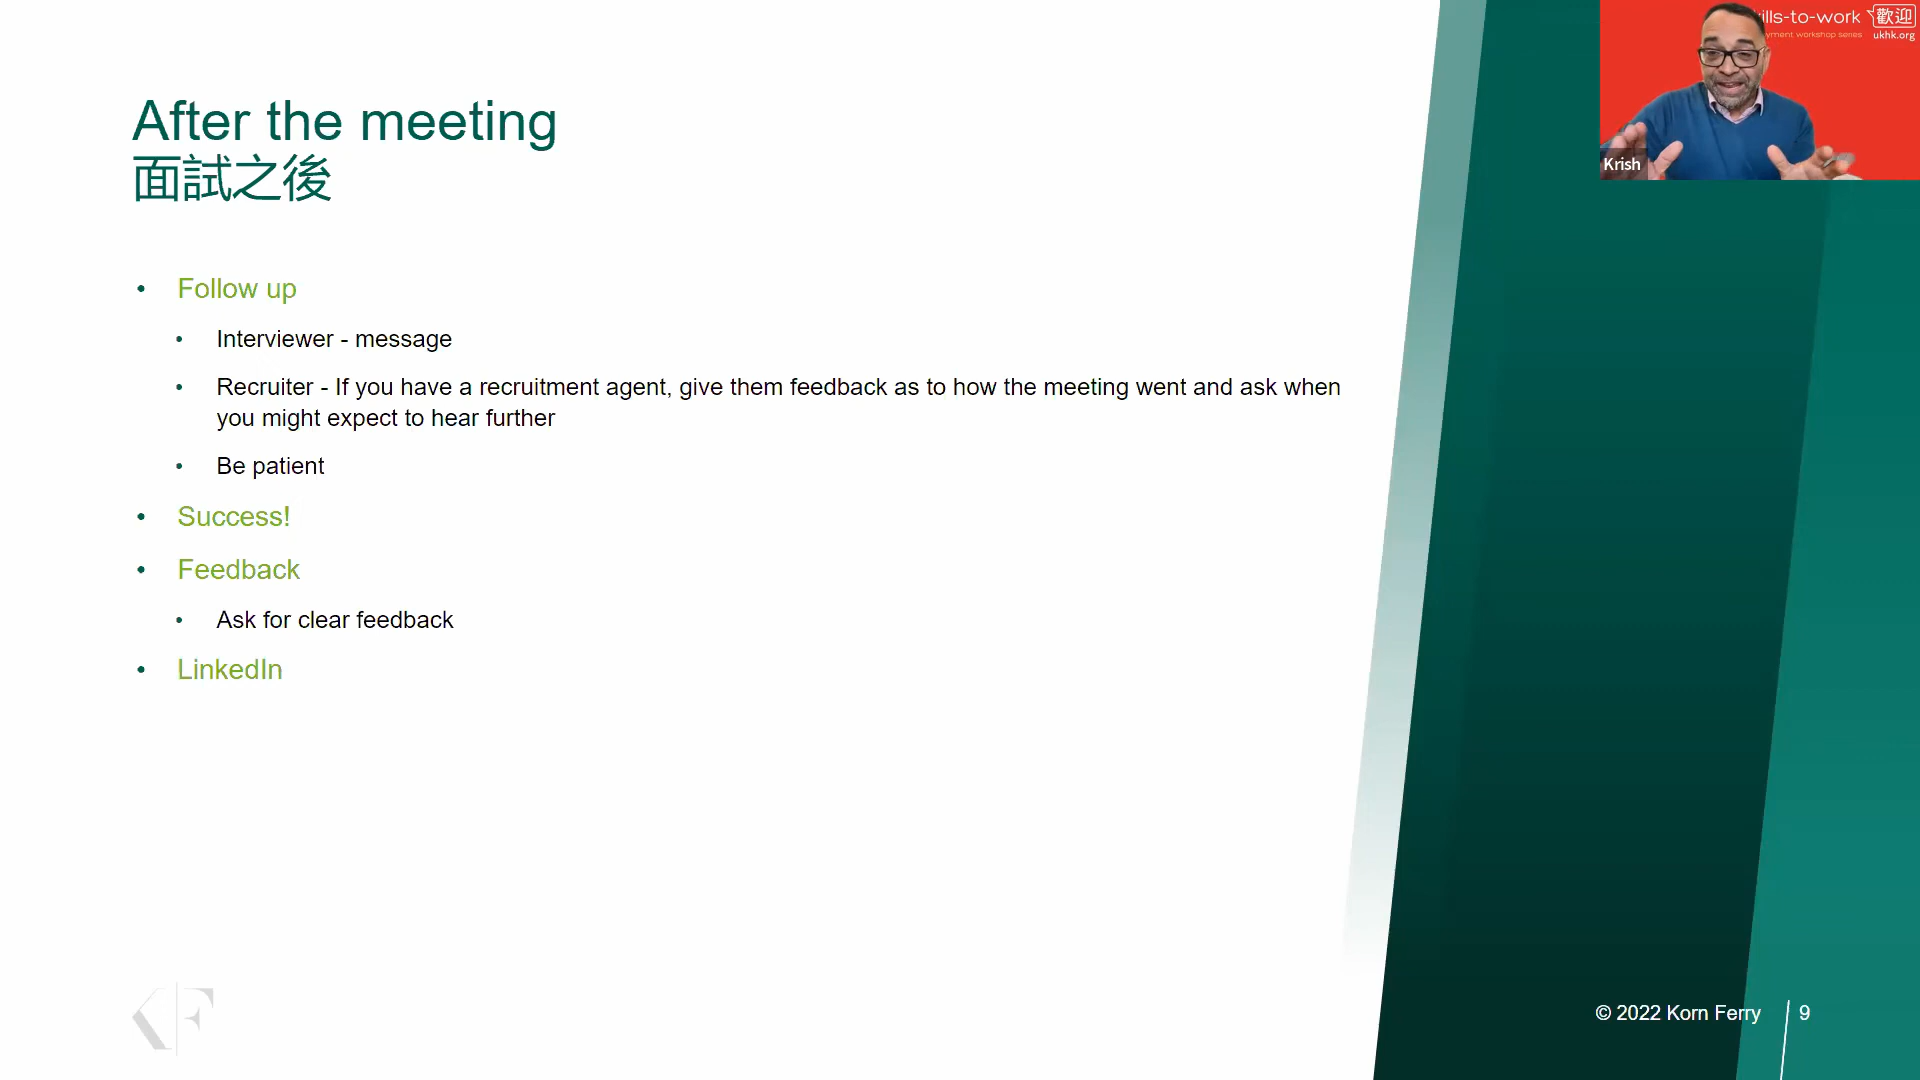 After the meeting
面試之後
• Follow up
• Interviewer - message
• Recruiter - If you have a recruitment agent, give them feedback as to how the meeting went and ask when
you might expect to hear further
• Be patient
• Success!
• Feedback
• Ask for clear feedback
• LinkedIn
ills-to-work 歡迎
yment workshop series ukhk.org
Krish
KF
© 2022 Korn Ferry 9